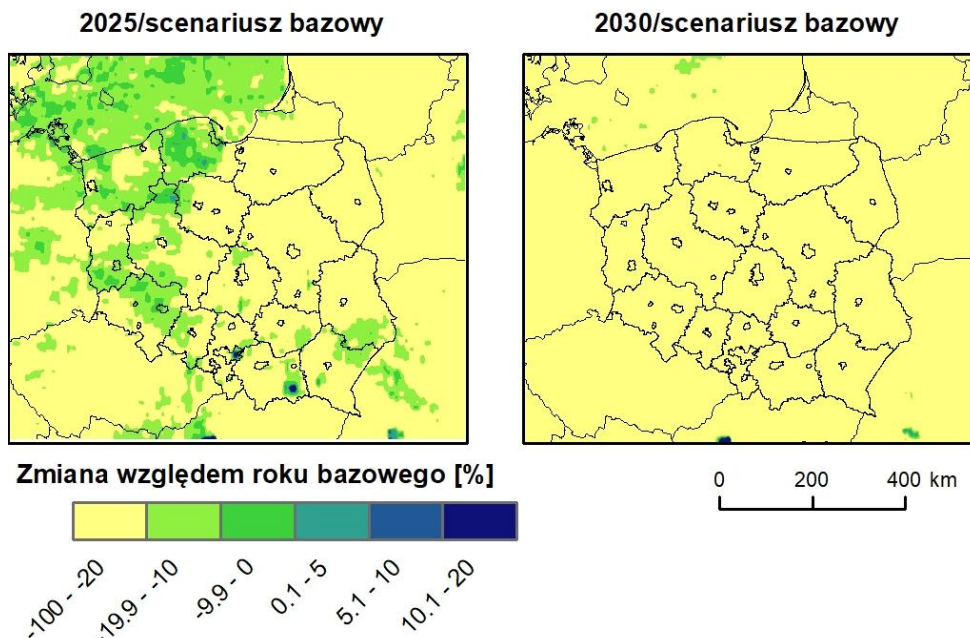 2025/scenariusz bazowy
2030/scenariusz bazowy
Zmiana względem roku bazowego [%]
-100 - -20
-19.9 - -10
-9.9 - 0
0.1 - 5
5.1 - 10
10.1 - 20
0 200 400 km